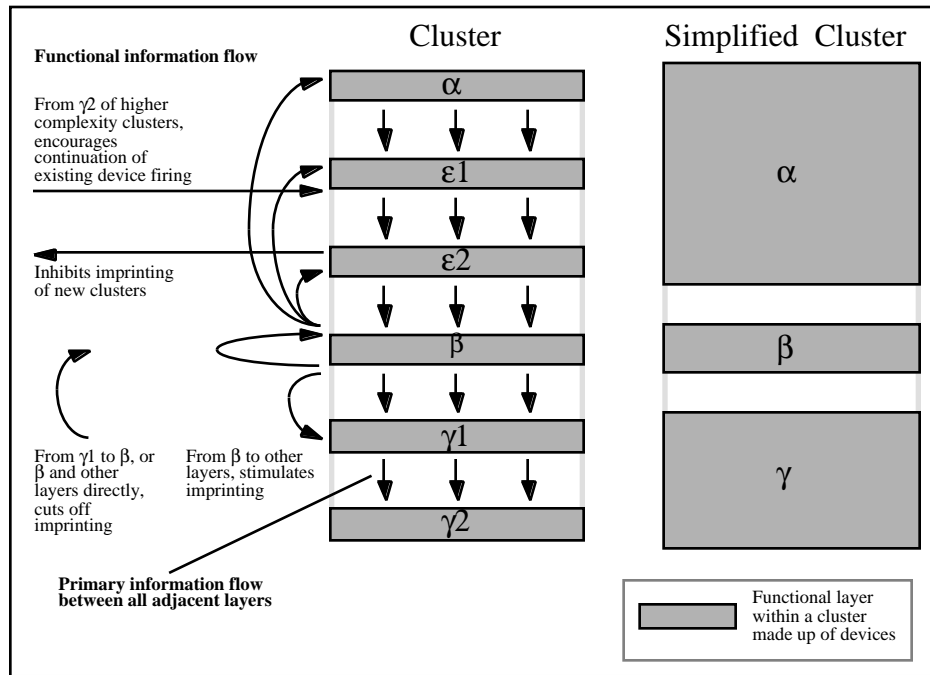 Cluster
Simplified Cluster
Functional information flow
From γ2 of higher
complexity clusters,
encourages
continuation of
existing device firing
Inhibits imprinting
of new clusters
From γ1 to β, or
β and other
layers directly,
cuts off
imprinting
From β to other
layers, stimulates
imprinting
Primary information flow
between all adjacent layers
α
ε1
ε2
β
γ1
γ2
α
β
γ
Functional layer
within a cluster
made up of devices